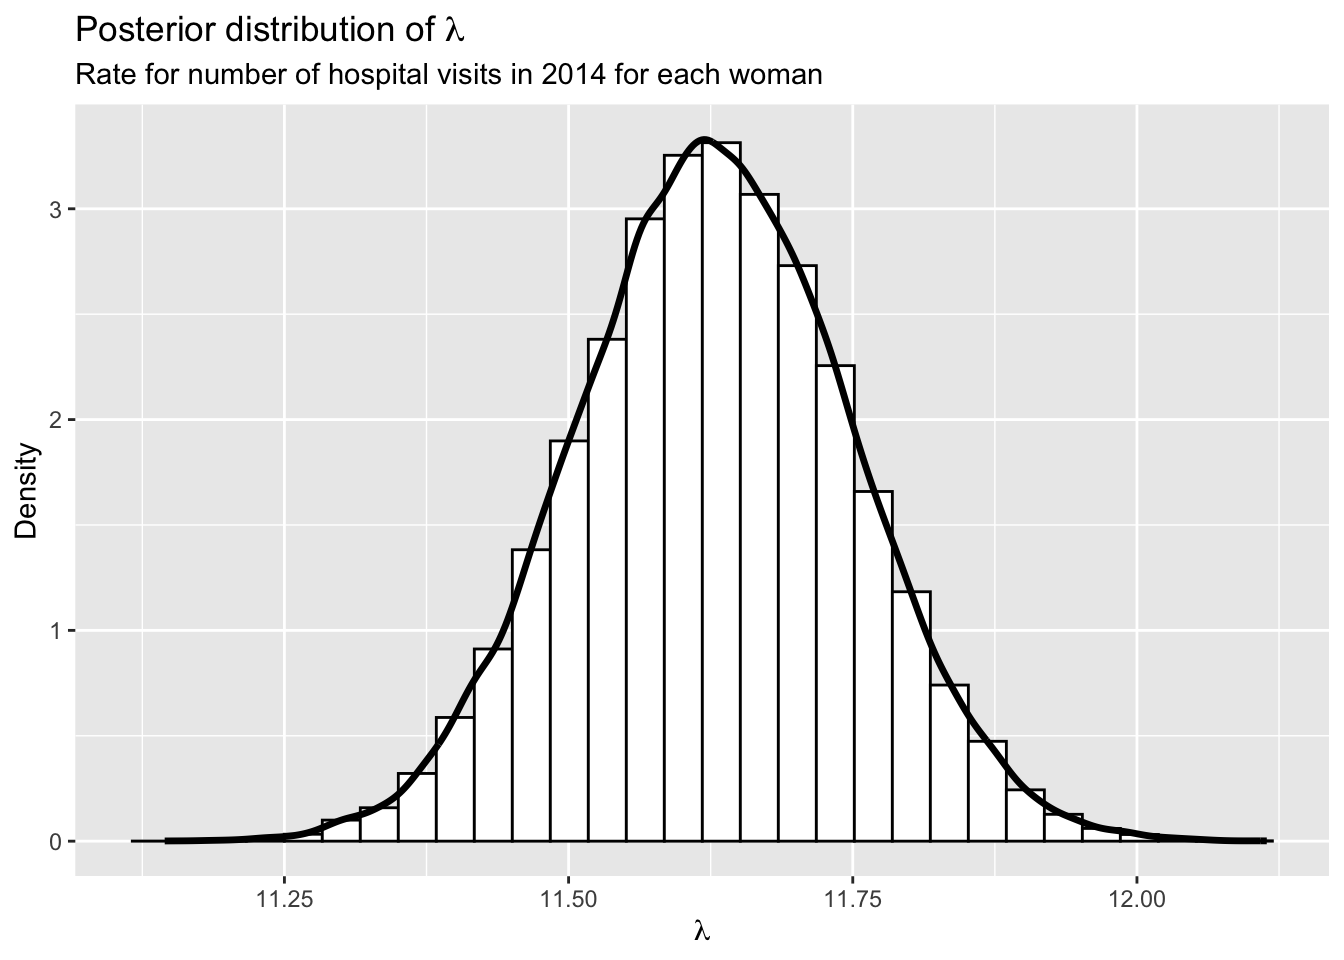 Posterior distribution of λ
Rate for number of hospital visits in 2014 for each woman
Density
3
2
1
0
11.25 11.50 11.75 12.00
λ